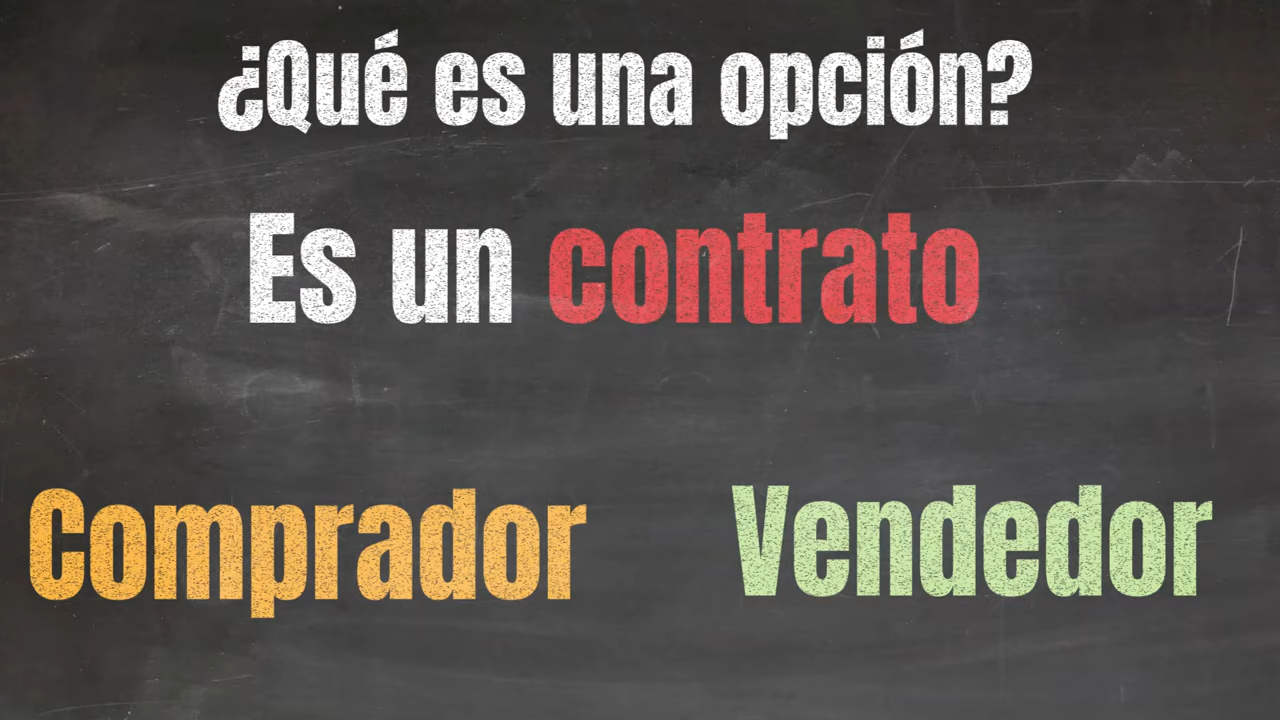 ¿Qué es una opción?
Es un contrato
Comprador Vendedor